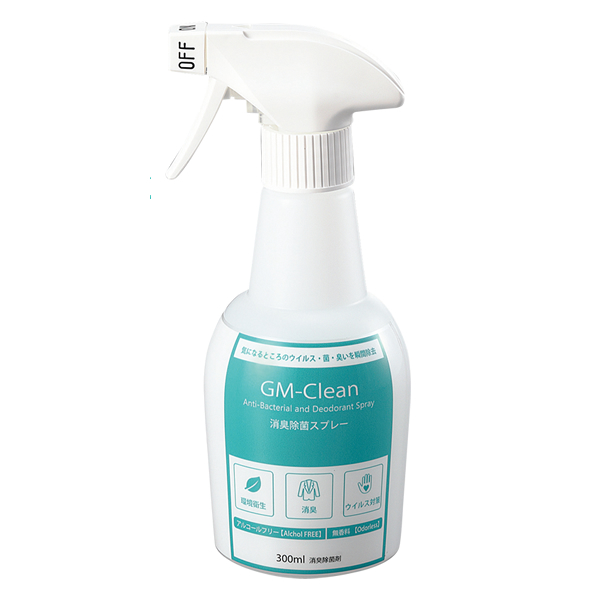 OFF
気になるところのウイルス・菌・臭いを瞬間除去
GM-Clean
Anti-Bacterial and Deodorant Spray
消臭除菌スプレー
環境衛生
消臭
ウイルス対策
アルコールフリー【Alchol FREE】
無香料 【Odorless】
300ml 消臭除菌剤